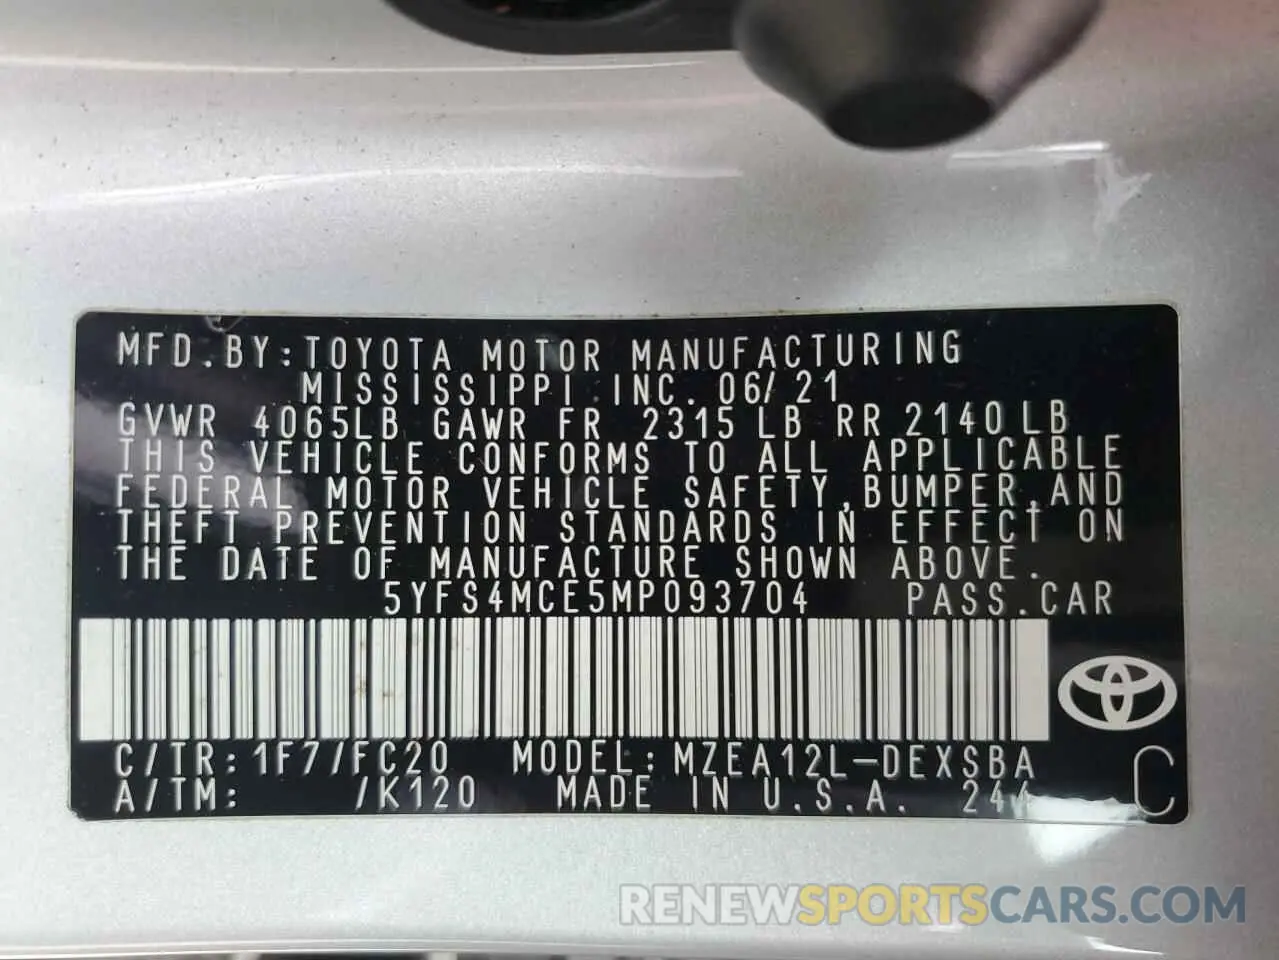 MFD.BY:TOYOTA MOTOR MANUFACTURING
MISSISSIPPI INC. 06/21
GVWR 4065LB GAWR FR 2315 LB RR 2140 LB
THIS VEHICLE CONFORMS TO ALL APPLICABLE
FEDERAL MOTOR VEHICLE SAFETY,BUMPER,AND
THEFT PREVENTION STANDARDS IN EFFECT ON
THE DATE OF MANUFACTURE SHOWN ABOVE.
5YFS4MCE5MP093704 PASS.CAR
C/TR:1F7/FC20 MODEL:MZEA12L-DEXSBA
A/TM: /K120 MADE IN U.S.A.
C
RENEWSPORTSCARS.COM